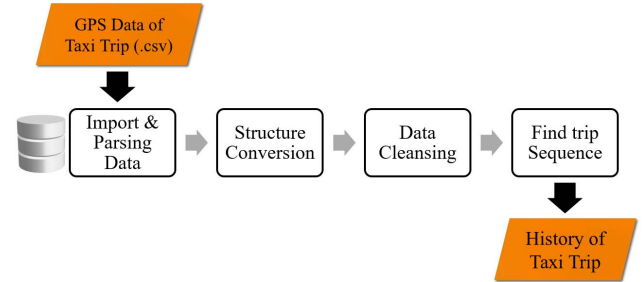 GPS Data of
Taxi Trip (.csv)
Import &
Parsing
Data
Structure
Conversion
Data
Cleansing
Find trip
Sequence
History of
Taxi Trip